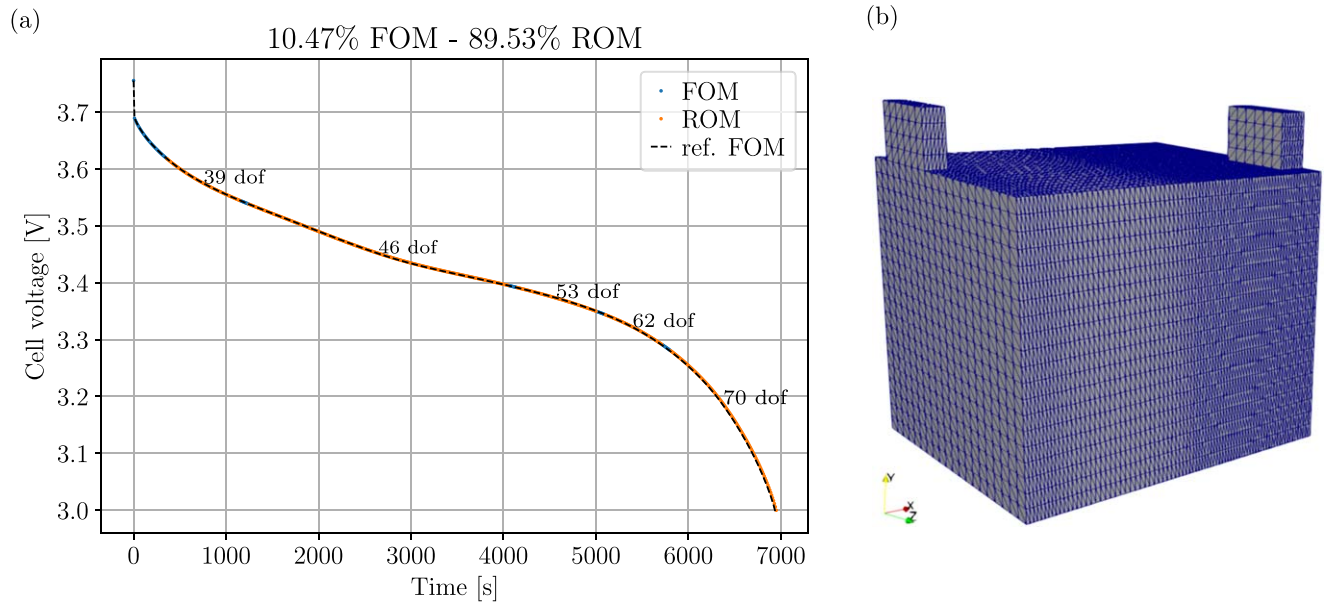 (a)
(b)
10.47% FOM - 89.53% ROM
FOM
ROM
ref. FOM
Cell voltage [V]
3.7
3.6
3.5
3.4
3.3
3.2
3.1
3.0
39 dof
46 dof
53 dof
62 dof
70 dof
0 1000 2000 3000 4000 5000 6000 7000
Time [s]
Y
X
Z